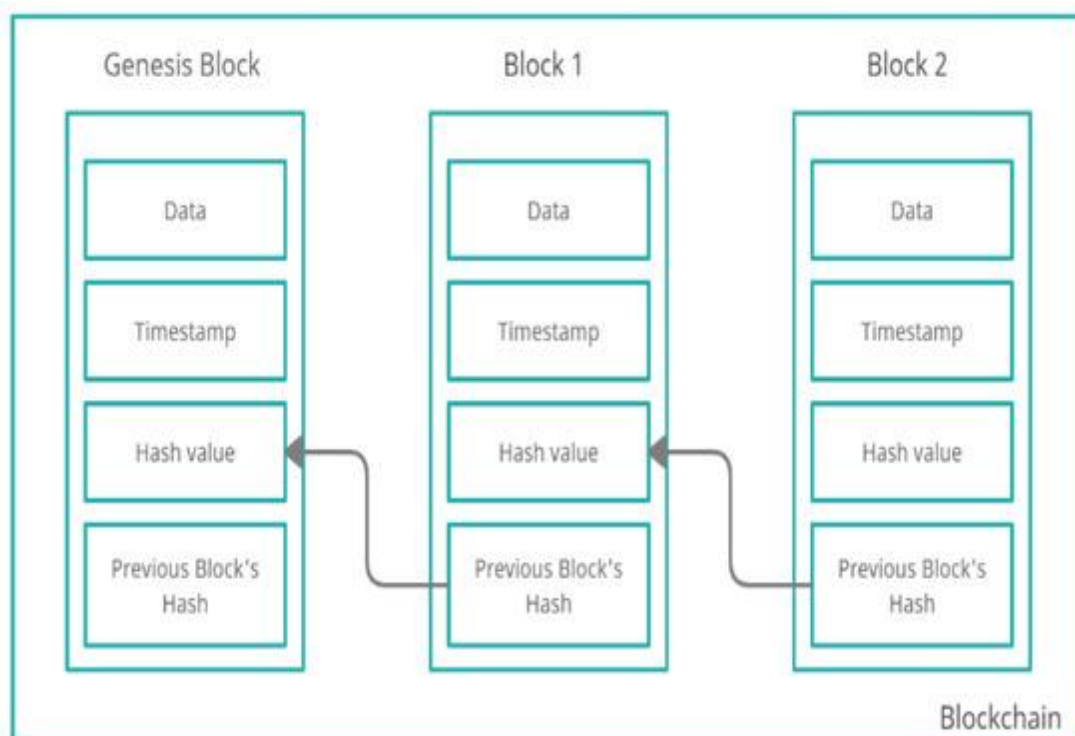 Genesis Block
Data
Timestamp
Hash value
Previous Block's
Hash
Block 1
Data
Timestamp
Hash value
Previous Block's
Hash
Block 2
Data
Timestamp
Hash value
Previous Block's
Hash
Blockchain